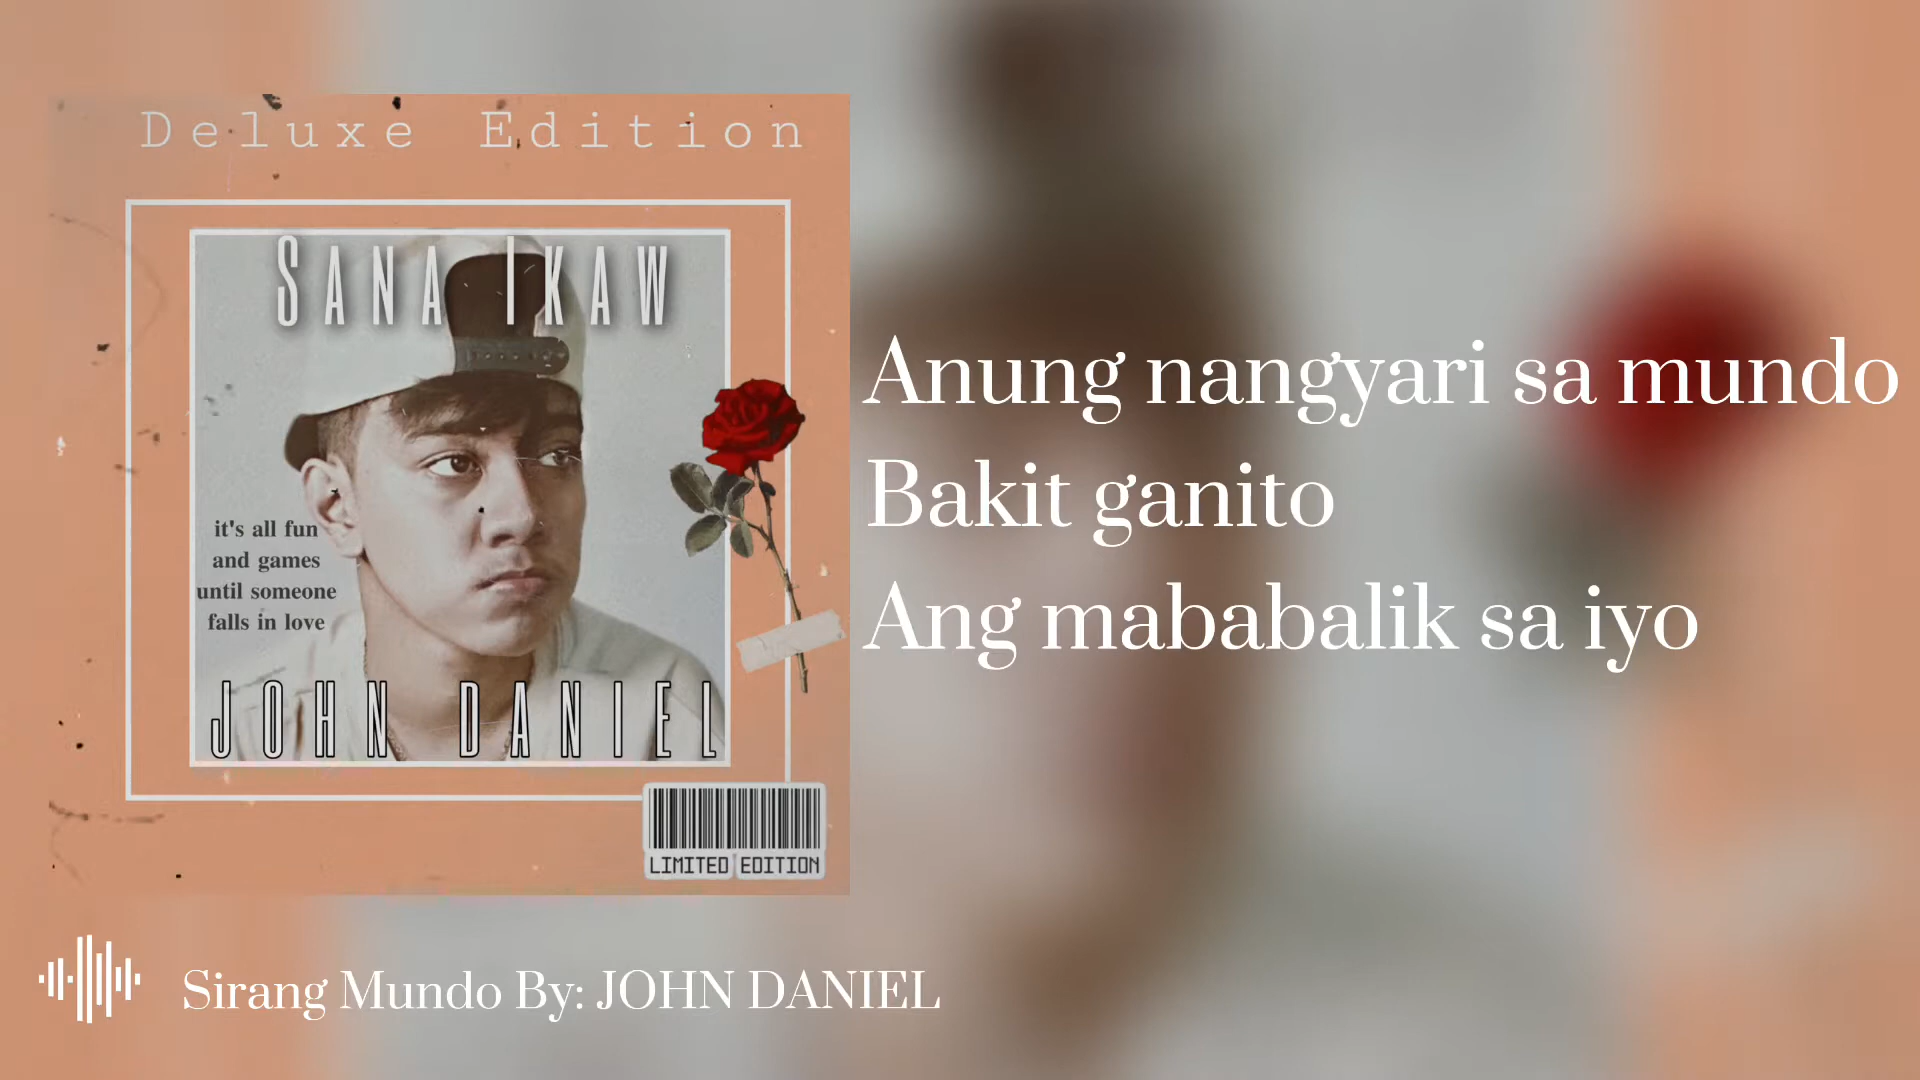 Deluxe Edition
SANA IKAW
it's all fun
and games
until someone
falls in love
JOHN DANIEL
LIMITED EDITION
Anung nangyari sa mundo
Bakit ganito
Ang mababalik sa iyo
Sirang Mundo By: JOHN DANIEL